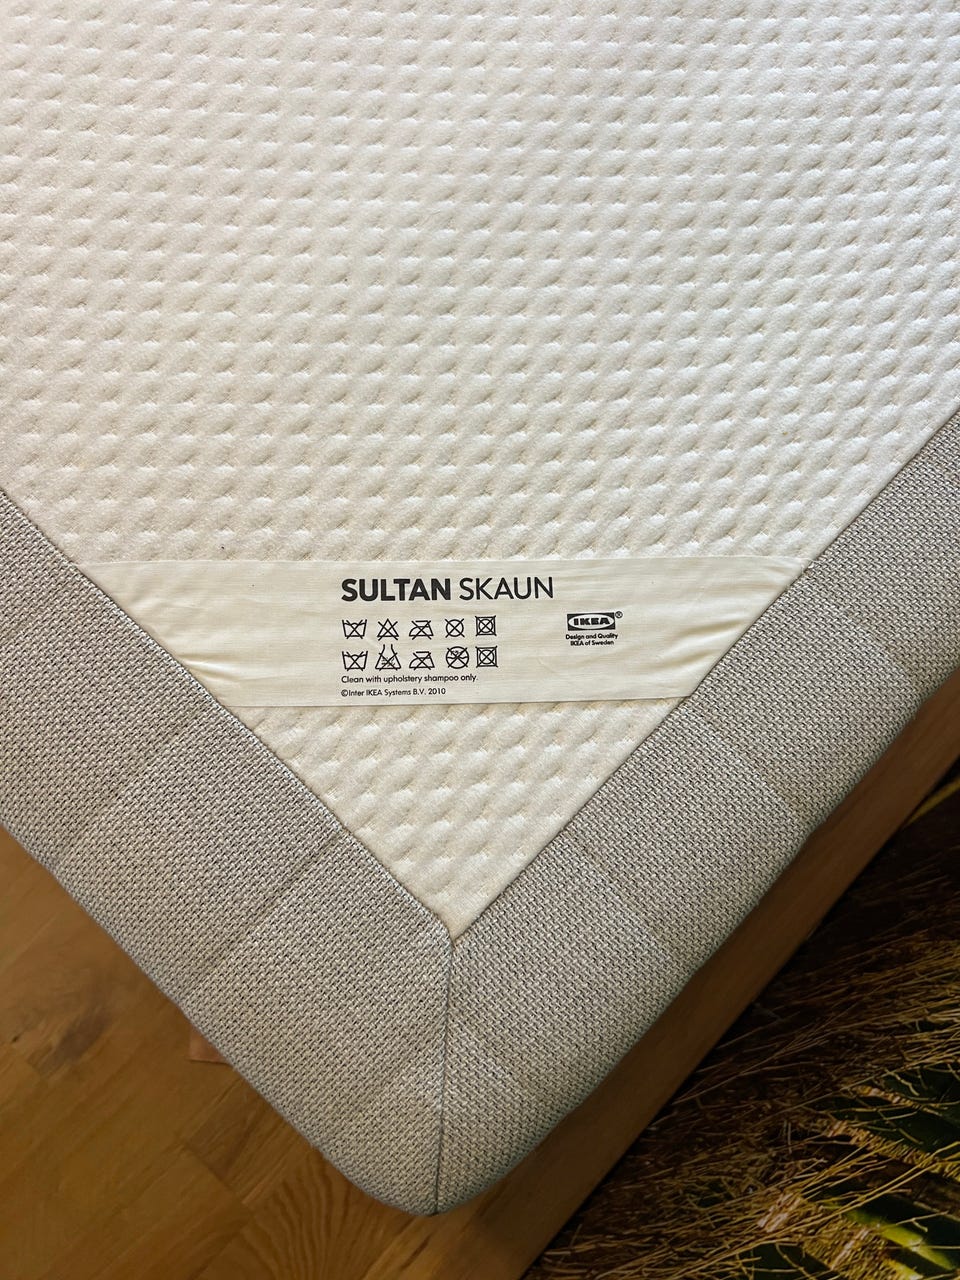 SULTAN SKAUN
IKEA®
Design and Quality
IKEA of Sweden
Clean with upholstery shampoo only.
©Inter IKEA Systems B.V. 2010